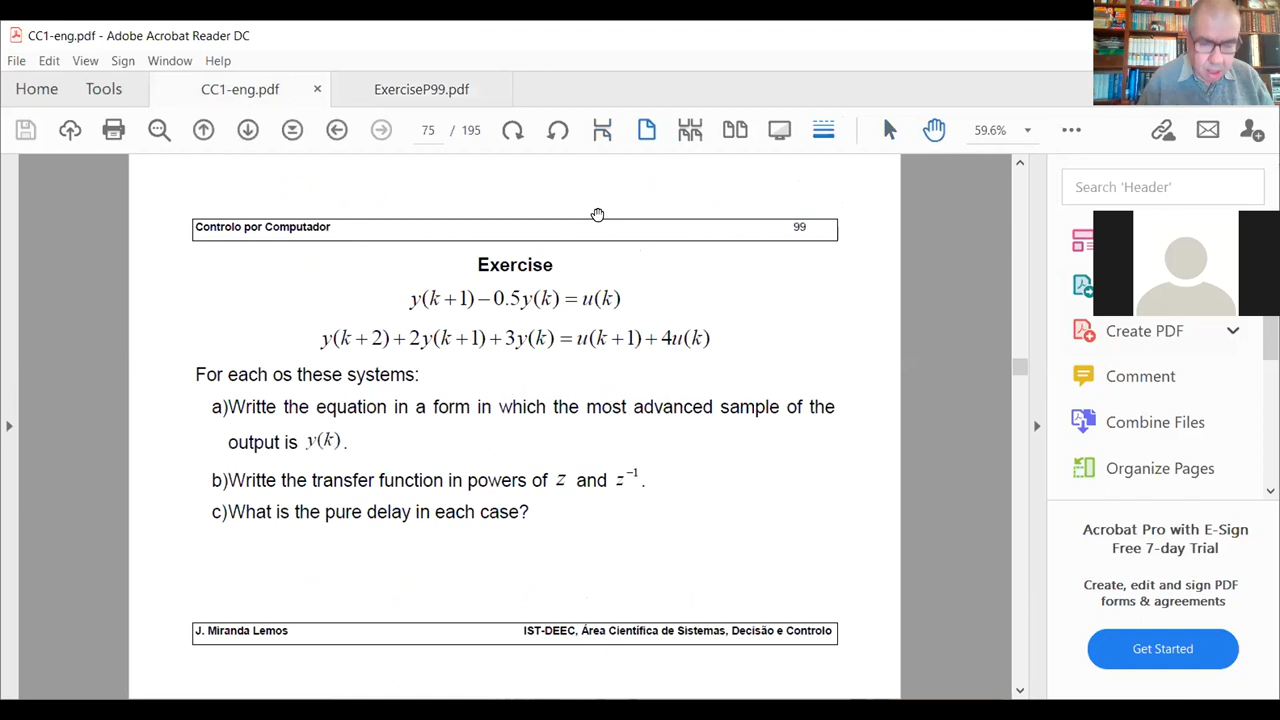 CC1-eng.pdf - Adobe Acrobat Reader DC
File Edit View Sign Window Help
Home Tools CC1-eng.pdf × ExerciseP99.pdf
75 / 195 59.6%
Search 'Header'
Controlo por Computador 99
Exercise
y(k+1)−0.5y(k)=u(k)
y(k+2)+2y(k+1)+3y(k)=u(k+1)+4u(k)
For each os these systems:
a)Writte the equation in a form in which the most advanced sample of the
output is y(k).
b)Writte the transfer function in powers of z and z⁻¹.
c)What is the pure delay in each case?
J. Miranda Lemos IST-DEEC, Área Científica de Sistemas, Decisão e Controlo
Create PDF
Comment
Combine Files
Organize Pages
Acrobat Pro with E-Sign
Free 7-day Trial
Create, edit and sign PDF
forms & agreements
Get Started